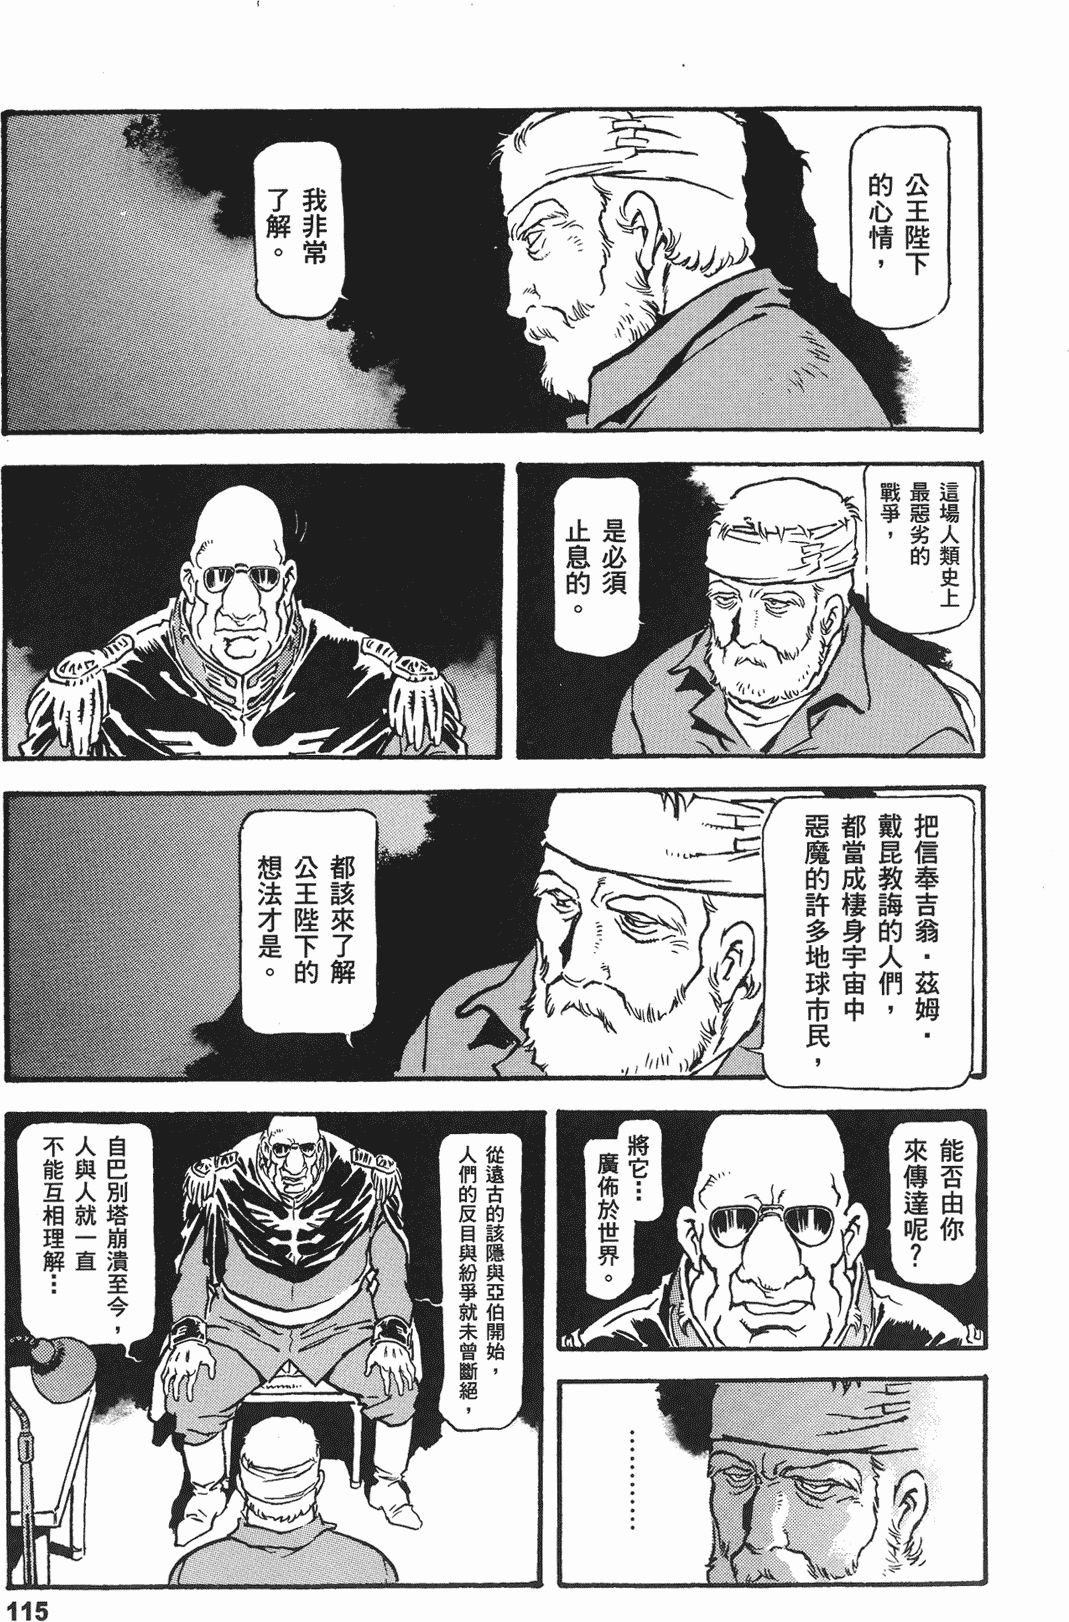 公王陛下
的心情，
我非常
了解。
這場人類史上
最惡劣的
戰爭，
是必須
止息的。
把信奉吉翁．茲姆．
戴昆教誨的人們，
都當成棲身宇宙中
惡魔的許多地球市民，
都該來了解
公王陛下的
想法才是。
能否由你
來傳達呢？
將它…
廣佈於世界。
…………
從遠古的該隱與亞伯開始，
人們的反目與紛爭就未曾斷絕，
自巴別塔崩潰至今，
人與人就一直
不能互相理解…
115